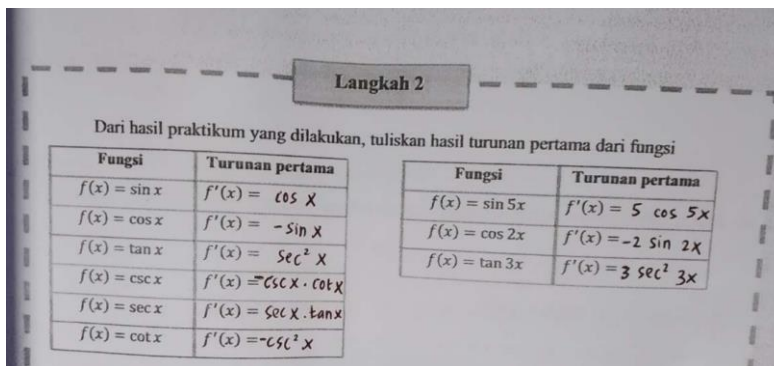 Langkah 2
Dari hasil praktikum yang dilakukan, tuliskan hasil turunan pertama dari fungsi
Fungsi Turunan pertama
f(x) = sin x f'(x) = cos x
f(x) = cos x f'(x) = - sin x
f(x) = tan x f'(x) = sec² x
f(x) = csc x f'(x) = -csc x . cot x
f(x) = sec x f'(x) = sec x . tan x
f(x) = cot x f'(x) = -csc² x
Fungsi Turunan pertama
f(x) = sin 5x f'(x) = 5 cos 5x
f(x) = cos 2x f'(x) = -2 sin 2x
f(x) = tan 3x f'(x) = 3 sec² 3x